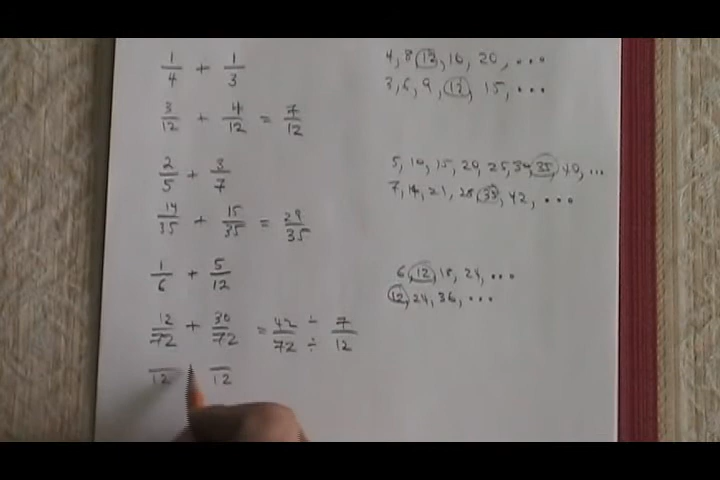 1/4 + 1/3
4, 8, 12, 16, 20, ...
3, 6, 9, 12, 15, ...
3/12 + 4/12 = 7/12
2/5 + 3/7
5, 10, 15, 20, 25, 30, 35, 40, ...
7, 14, 21, 28, 35, 42, ...
14/35 + 15/35 = 29/35
1/6 + 5/12
6, 12, 18, 24, ...
12, 24, 36, ...
12/72 + 30/72 = 42/72 ÷ ÷ 7/12
/12 /12